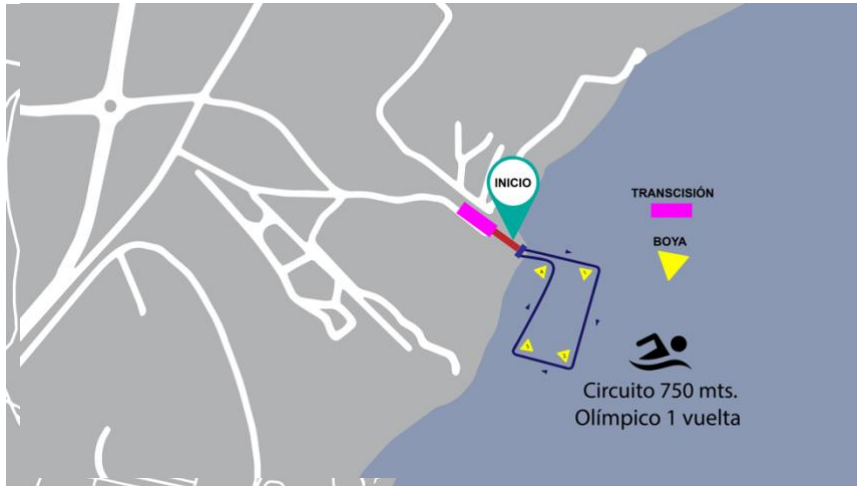 INICIO
TRANSCISIÓN
BOYA
Circuito 750 mts.
Olímpico 1 vuelta